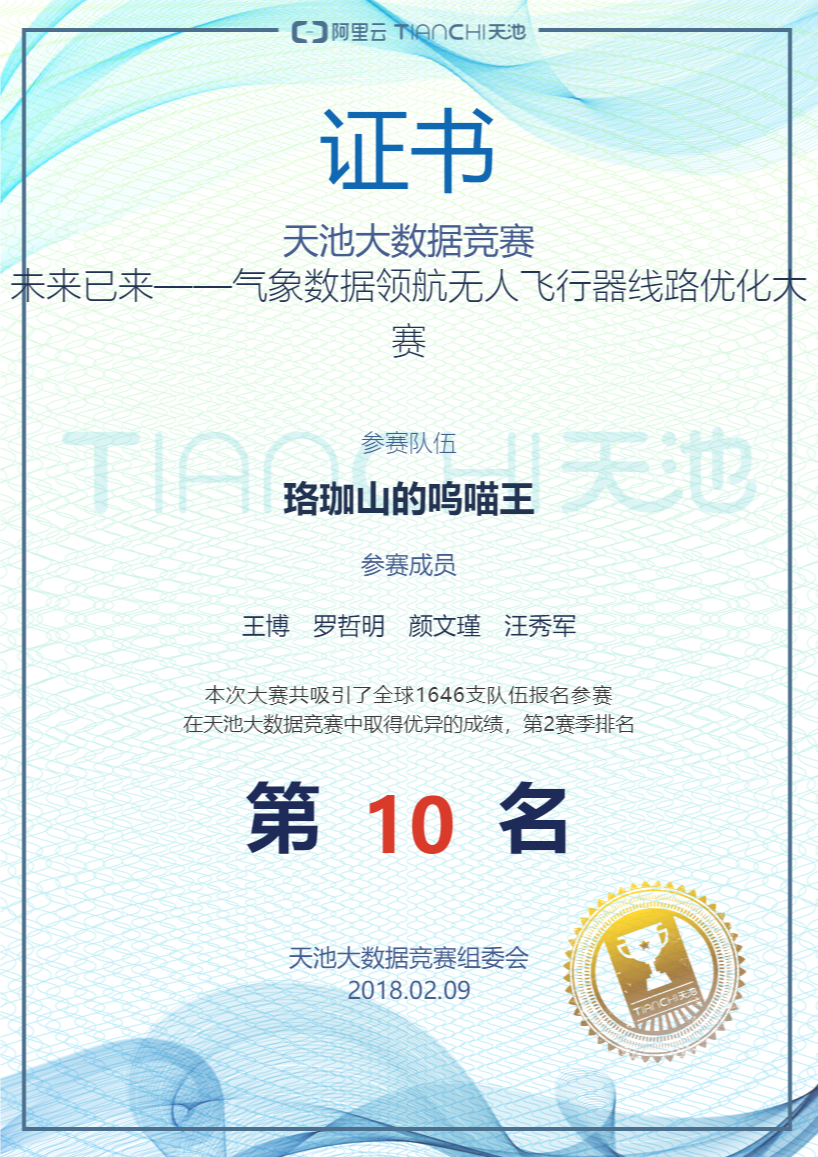 阿里云 TIANCHI天池
证书
天池大数据竞赛
未来已来——气象数据领航无人飞行器线路优化大
赛
TIANCHI天池
参赛队伍
珞珈山的呜喵王
参赛成员
王博 罗哲明 颜文瑾 汪秀军
本次大赛共吸引了全球1646支队伍报名参赛
在天池大数据竞赛中取得优异的成绩，第2赛季排名
第 10 名
天池大数据竞赛组委会
2018.02.09
TIANCHI天池